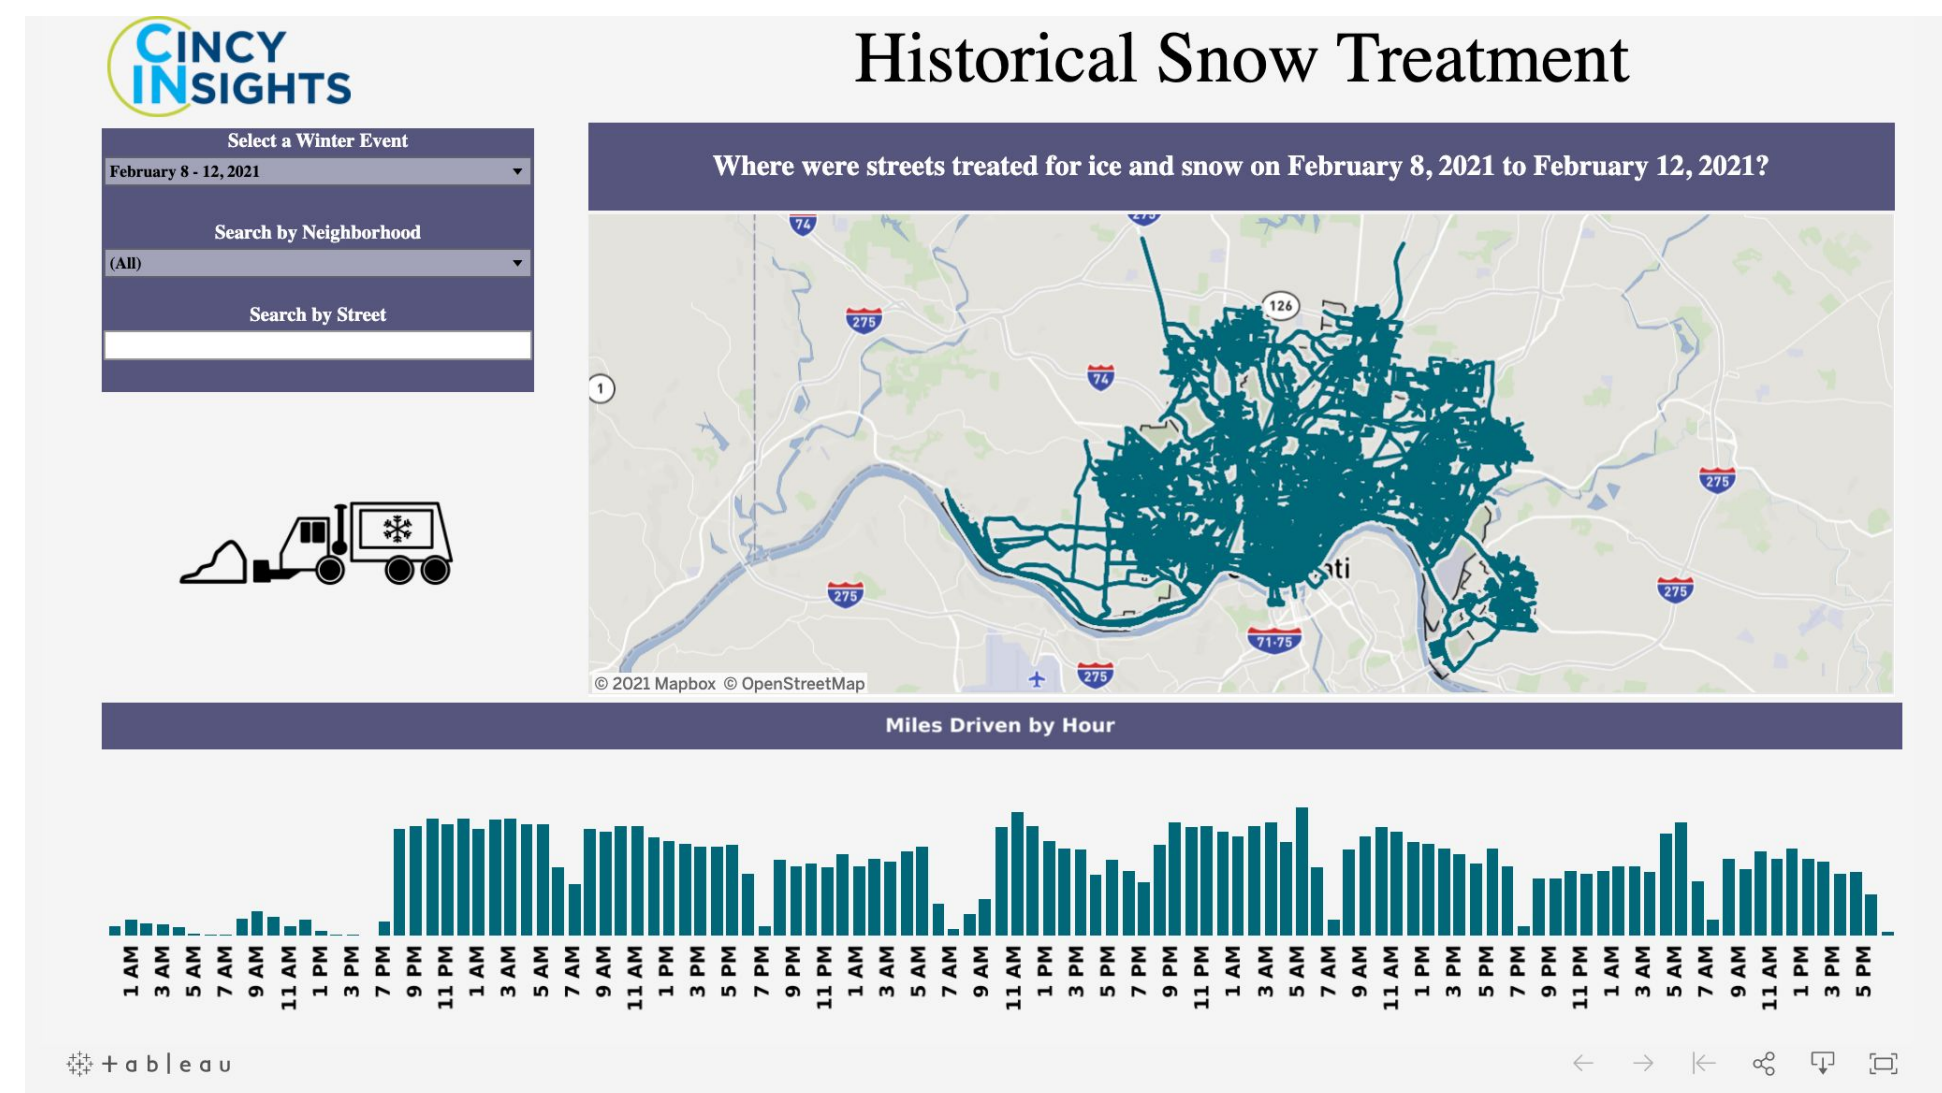 CINCY
INSIGHTS
Historical Snow Treatment
Select a Winter Event
February 8 - 12, 2021
Search by Neighborhood
(All)
Search by Street
Where were streets treated for ice and snow on February 8, 2021 to February 12, 2021?
74
275
126
275
74
1
275
275
275
ati
71-75
275
© 2021 Mapbox © OpenStreetMap
Miles Driven by Hour
1 AM
3 AM
5 AM
7 AM
9 AM
11 AM
1 PM
3 PM
7 PM
9 PM
11 PM
1 AM
3 AM
5 AM
7 AM
9 AM
11 AM
1 PM
3 PM
5 PM
7 PM
9 PM
11 PM
1 AM
3 AM
5 AM
7 AM
9 AM
11 AM
1 PM
3 PM
5 PM
7 PM
9 PM
11 PM
1 AM
3 AM
5 AM
7 AM
9 AM
11 AM
1 PM
3 PM
5 PM
7 PM
9 PM
11 PM
1 AM
3 AM
5 AM
7 AM
9 AM
11 AM
1 PM
3 PM
5 PM
+ableau